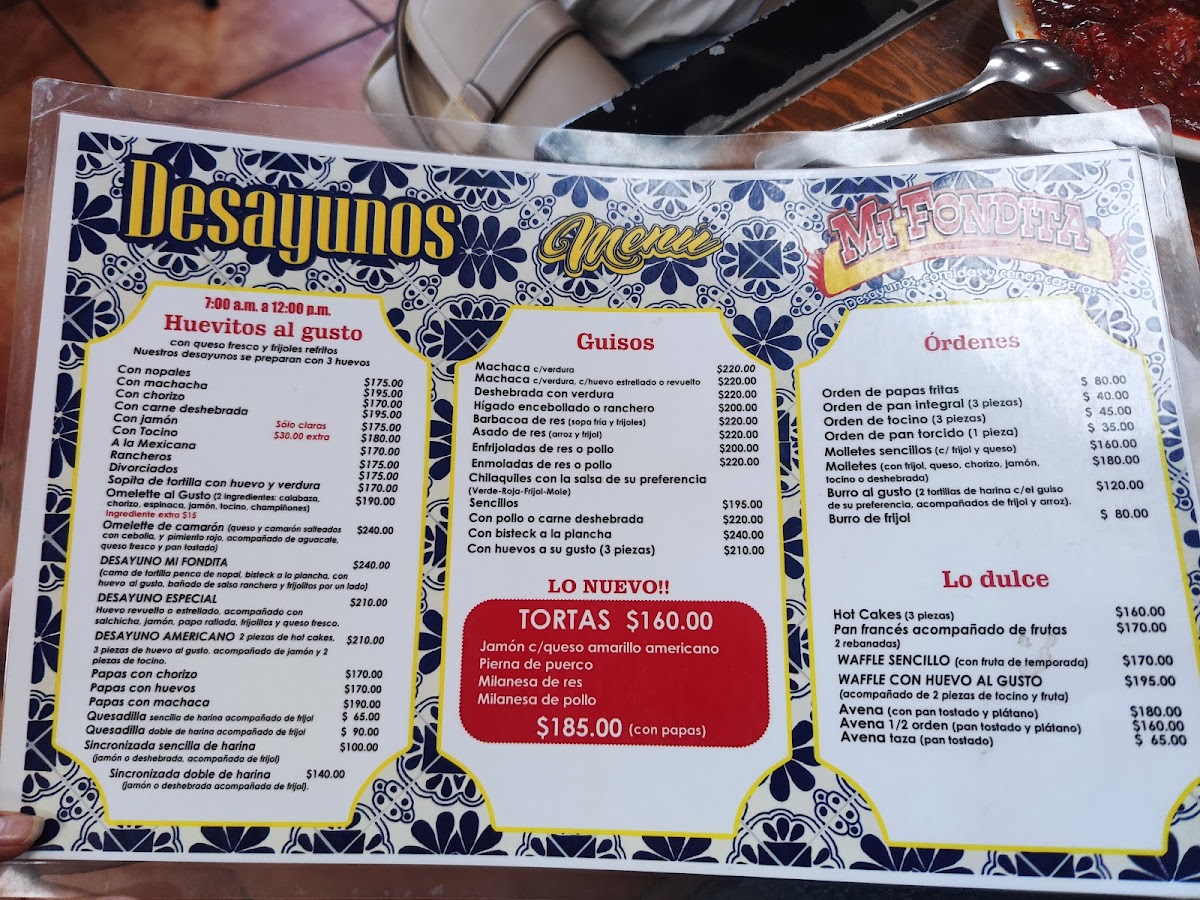 Desayunos
Menú
MI FONDITA
Desayunos, comidas y cenas caseras
7:00 a.m. a 12:00 p.m.
Huevitos al gusto
con queso fresco y frijoles refritos
Nuestros desayunos se preparan con 3 huevos
Con nopales $175.00
Con machacha $195.00
Con chorizo $170.00
Con carne deshebrada $195.00
Con jamón $175.00
Con Tocino $180.00
Sólo claras
$30.00 extra
A la Mexicana $170.00
Rancheros $175.00
Divorciados $175.00
Sopita de tortilla con huevo y verdura $170.00
Omelette al Gusto (2 ingredientes: calabaza, $190.00
chorizo, espinaca, jamón, tocino, champiñones)
Ingrediente extra $15
Omelette de camarón (queso y camarón salteados $240.00
con cebolla, y pimiento rojo, acompañado de aguacate,
queso fresco y pan tostado)
DESAYUNO MI FONDITA $240.00
(cama de tortilla penca de nopal, bisteck a la plancha, con
huevo al gusto, bañado de salsa ranchera y frijolitos por un lado)
DESAYUNO ESPECIAL $210.00
Huevo revuelto o estrellado, acompañado con
salchicha, jamón, papa rallada, frijolitos y queso fresco.
DESAYUNO AMERICANO 2 piezas de hot cakes, $210.00
3 piezas de huevo al gusto, acompañado de jamón y 2
piezas de tocino.
Papas con chorizo $170.00
Papas con huevos $170.00
Papas con machaca $190.00
Quesadilla sencilla de harina acompañado de frijol $ 65.00
Quesadilla doble de harina acompañado de frijol $ 90.00
Sincronizada sencilla de harina $100.00
(jamón o deshebrada, acompañado de frijol)
Sincronizada doble de harina $140.00
(jamón o deshebrada acompañada de frijol).
Guisos
Machaca c/verdura $220.00
Machaca c/verdura, c/huevo estrellado o revuelto $220.00
Deshebrada con verdura $220.00
Hígado encebollado o ranchero $200.00
Barbacoa de res (sopa fría y frijoles) $220.00
Asado de res (arroz y frijol) $220.00
Enfrijoladas de res o pollo $200.00
Enmoladas de res o pollo $220.00
Chilaquiles con la salsa de su preferencia
(Verde-Roja-Frijol-Mole)
Sencillos $195.00
Con pollo o carne deshebrada $220.00
Con bisteck a la plancha $240.00
Con huevos a su gusto (3 piezas) $210.00
LO NUEVO!!
TORTAS $160.00
Jamón c/queso amarillo americano
Pierna de puerco
Milanesa de res
Milanesa de pollo
$185.00 (con papas)
Órdenes
Orden de papas fritas $ 80.00
Orden de pan integral (3 piezas) $ 40.00
Orden de tocino (3 piezas) $ 45.00
Orden de pan torcido (1 pieza) $ 35.00
Molletes sencillos (c/ frijol y queso) $160.00
Molletes (con frijol, queso, chorizo, jamón, $180.00
tocino o deshebrada)
Burro al gusto (2 tortillas de harina c/el guiso $120.00
de su preferencia, acompañados de frijol y arroz).
Burro de frijol $ 80.00
Lo dulce
Hot Cakes (3 piezas) $160.00
Pan francés acompañado de frutas $170.00
2 rebanadas)
WAFFLE SENCILLO (con fruta de temporada) $170.00
WAFFLE CON HUEVO AL GUSTO $195.00
(acompañado de 2 piezas de tocino y fruta)
Avena (con pan tostado y plátano) $180.00
Avena 1/2 orden (pan tostado y plátano) $160.00
Avena taza (pan tostado) $ 65.00